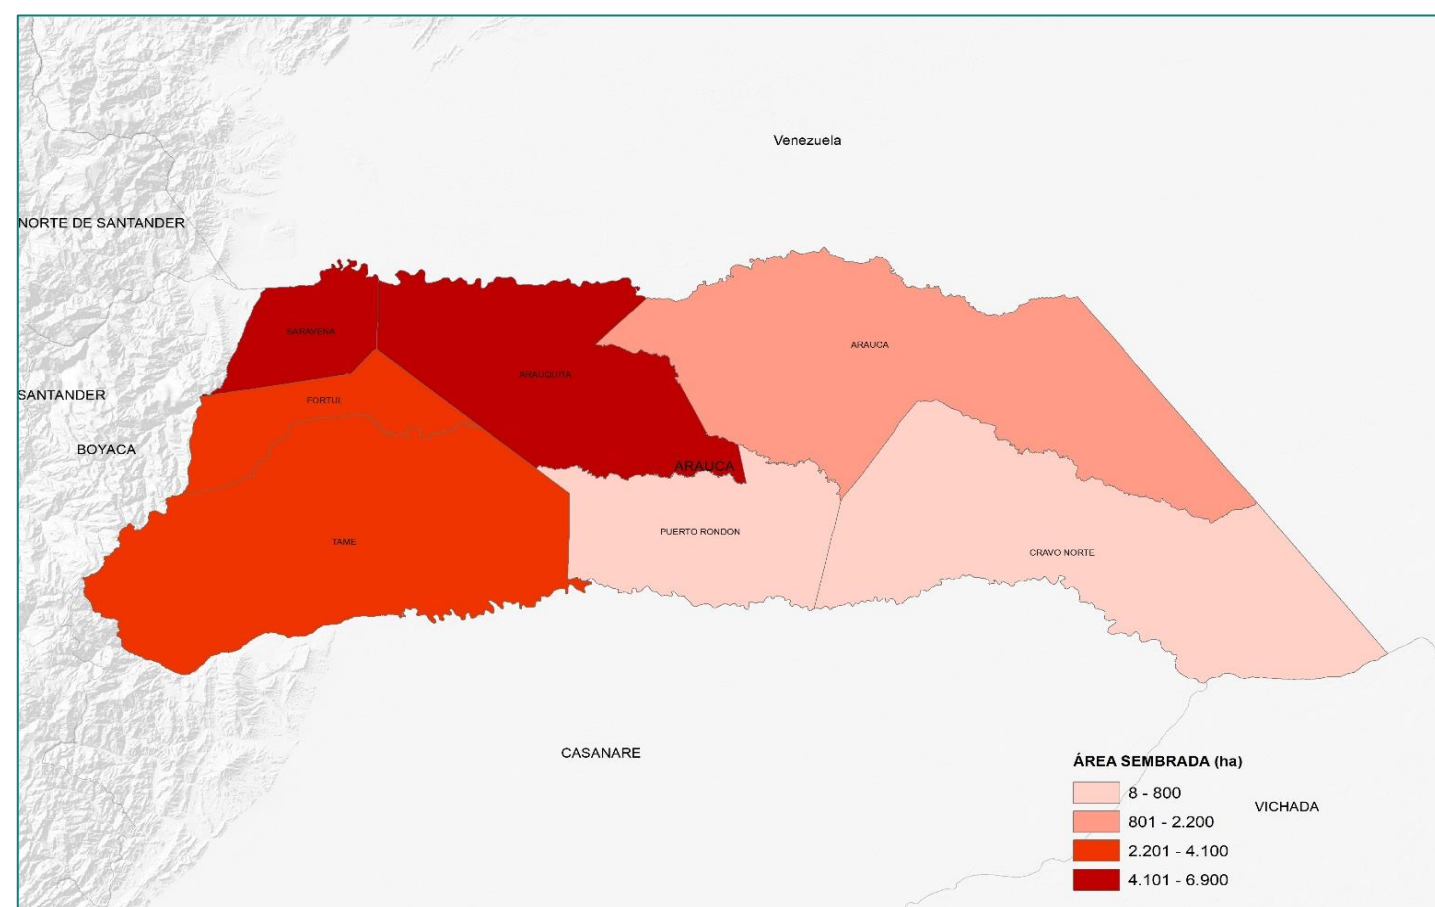 Venezuela
NORTE DE SANTANDER
SARAVENA
ARAUCA
ARAUQUITA
SANTANDER
FORTUL
BOYACA
ARAUCA
PUERTO RONDON
TAME
CRAVO NORTE
CASANARE
ÁREA SEMBRADA (ha)
8 - 800
VICHADA
801 - 2.200
2.201 - 4.100
4.101 - 6.900